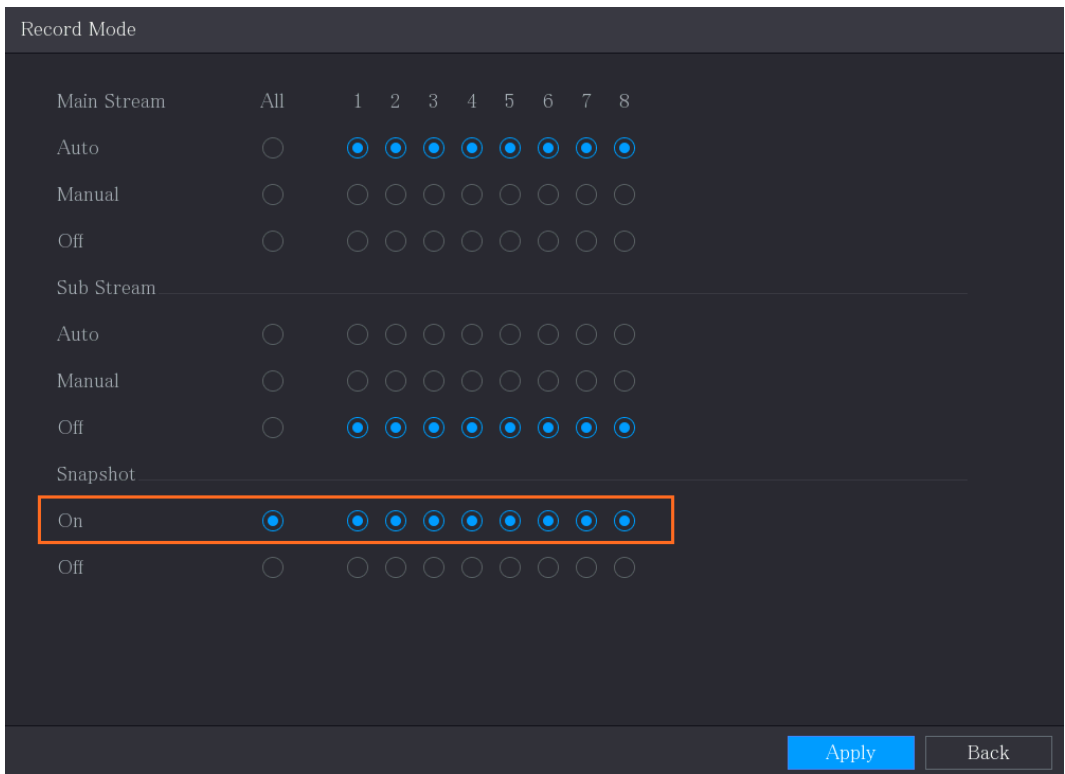 Record Mode
Main Stream All 1 2 3 4 5 6 7 8
Auto
Manual
Off
Sub Stream
Auto
Manual
Off
Snapshot
On
Off
Apply Back